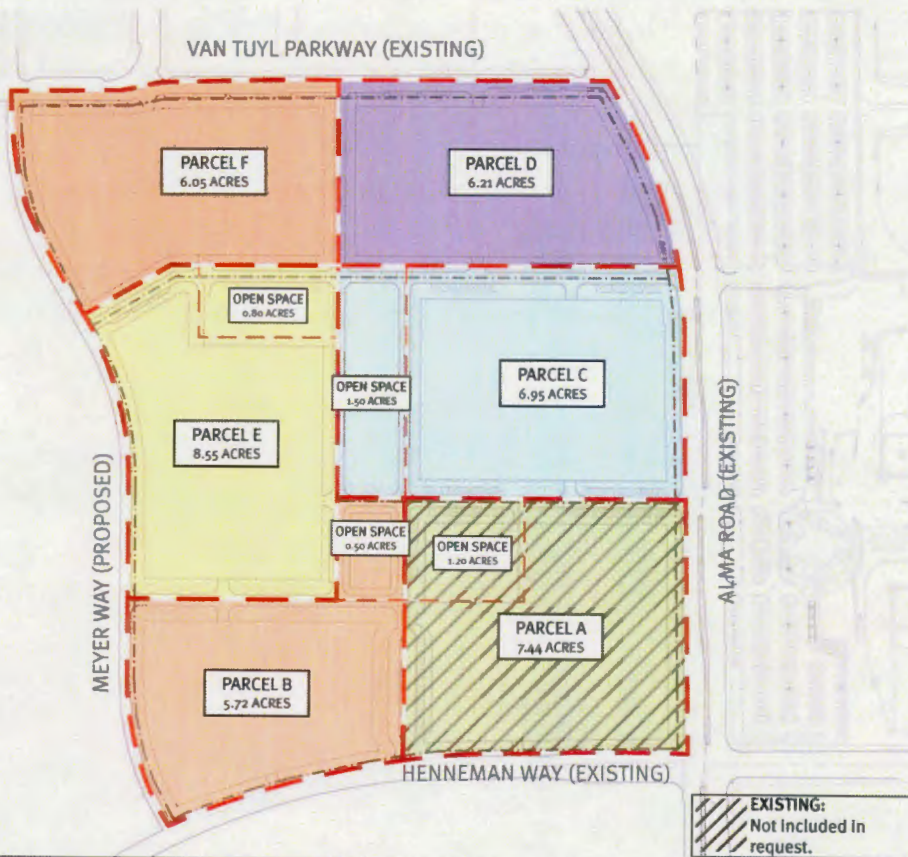 VAN TUYL PARKWAY (EXISTING)
PARCEL F
6.05 ACRES
PARCEL D
6.21 ACRES
OPEN SPACE
0.80 ACRES
OPEN SPACE
1.50 ACRES
PARCEL C
6.95 ACRES
PARCEL E
8.55 ACRES
MEYER WAY (PROPOSED)
ALMA ROAD (EXISTING)
OPEN SPACE
0.50 ACRES
OPEN SPACE
1.20 ACRES
PARCEL A
7.44 ACRES
PARCEL B
5.72 ACRES
HENNEMAN WAY (EXISTING)
EXISTING:
Not included in
request.